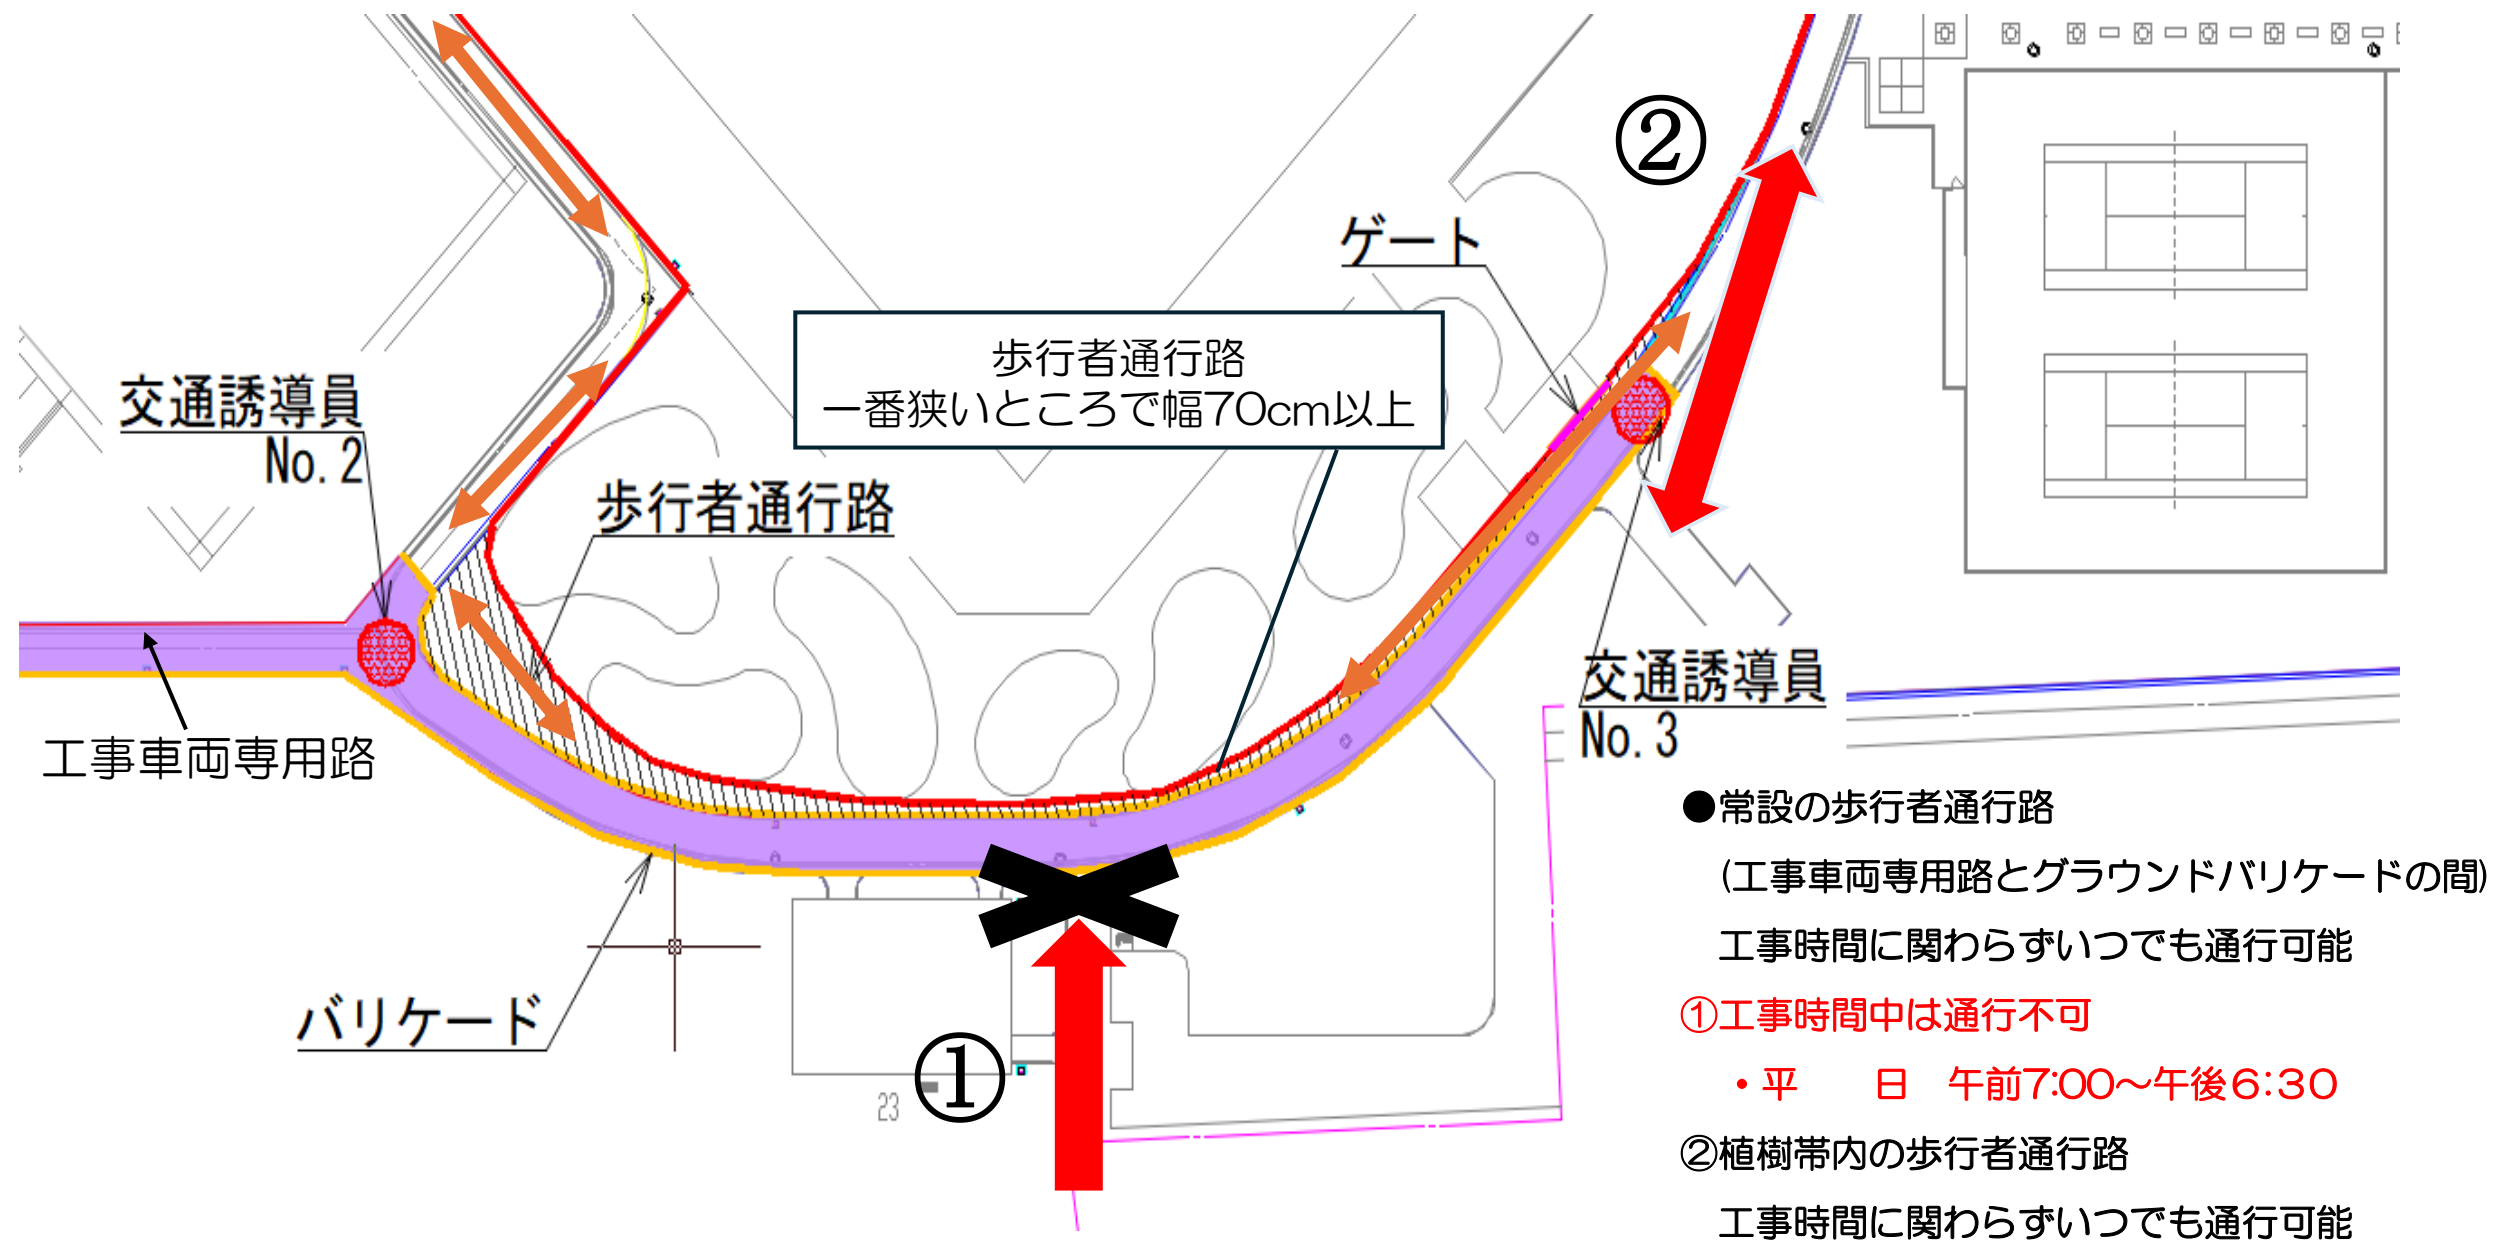 ②
ゲート
歩行者通行路
一番狭いところで幅70cm以上
交通誘導員
No.2
歩行者通行路
交通誘導員
No.3
工事車両専用路
バリケード
①
23
●常設の歩行者通行路
(工事車両専用路とグラウンドバリケードの間)
工事時間に関わらずいつでも通行可能
①工事時間中は通行不可
・平　　日　午前7:00～午後6:30
②植樹帯内の歩行者通行路
工事時間に関わらずいつでも通行可能